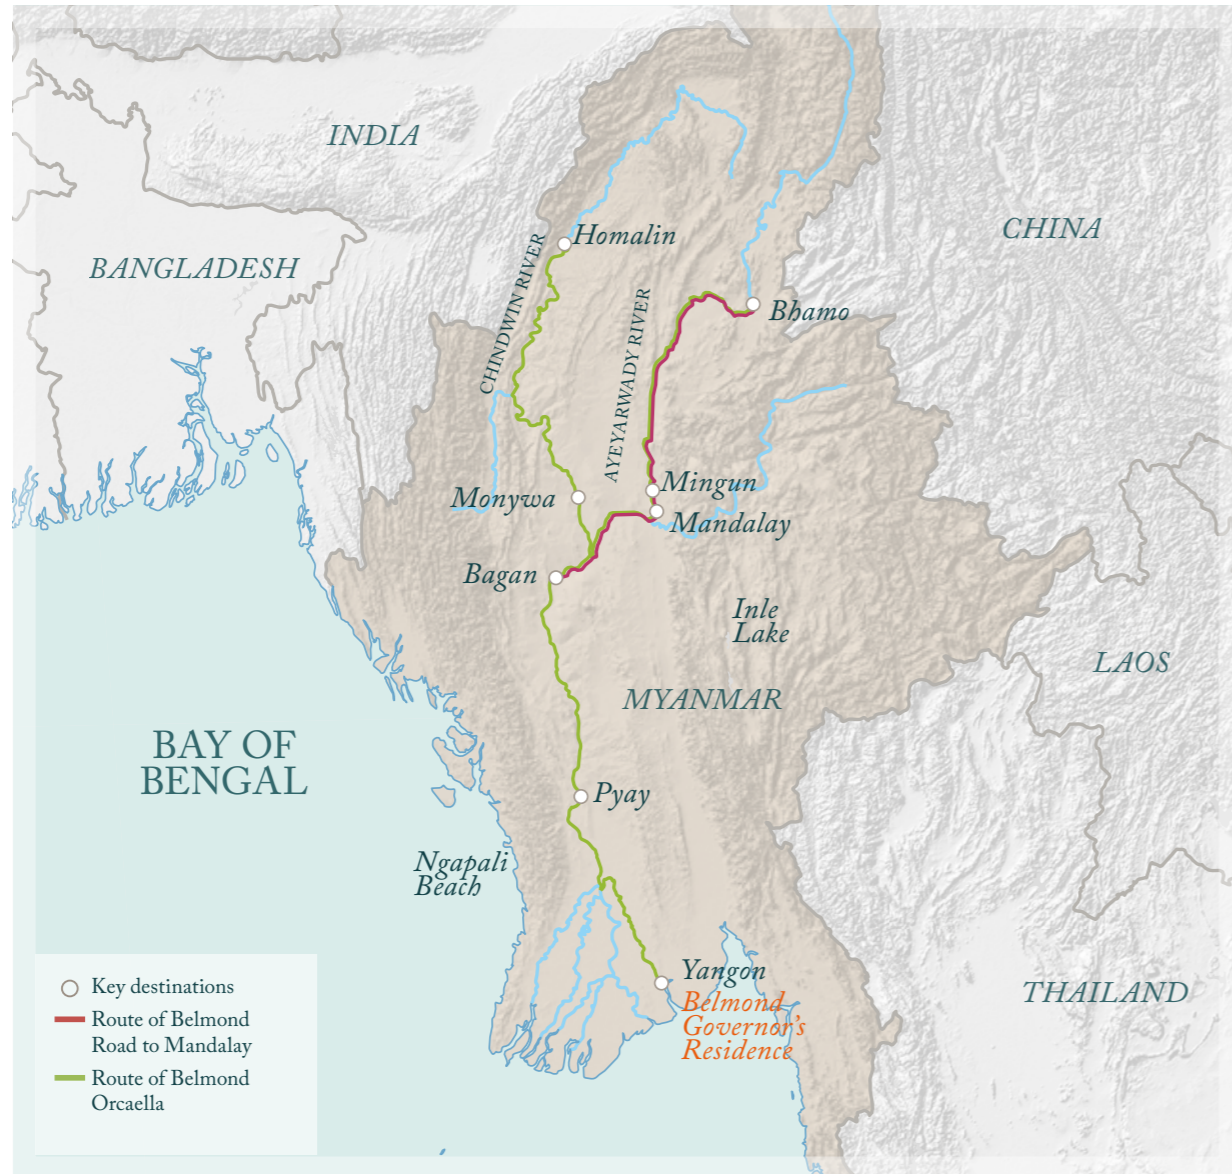 INDIA
CHINA
BANGLADESH
Homalin
CHINDWIN RIVER
AYEYARWADY RIVER
Bhamo
Monywa
Mingun
Mandalay
Bagan
Inle
Lake
LAOS
MYANMAR
BAY OF
BENGAL
Pyay
Ngapali
Beach
Yangon
Belmond
Governor's
Residence
THAILAND
Key destinations
Route of Belmond
Road to Mandalay
Route of Belmond
Orcaella